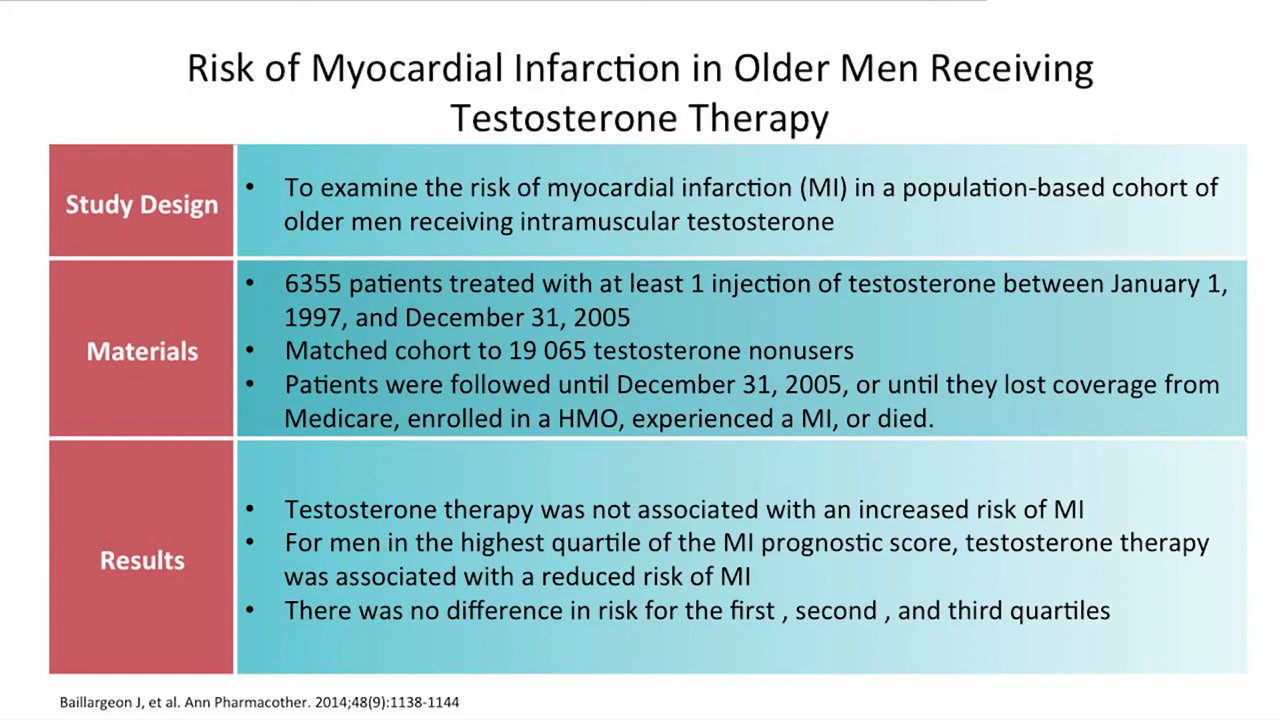 Risk of Myocardial Infarction in Older Men Receiving
Testosterone Therapy
Study Design
• To examine the risk of myocardial infarction (MI) in a population-based cohort of
older men receiving intramuscular testosterone
Materials
• 6355 patients treated with at least 1 injection of testosterone between January 1,
1997, and December 31, 2005
• Matched cohort to 19 065 testosterone nonusers
• Patients were followed until December 31, 2005, or until they lost coverage from
Medicare, enrolled in a HMO, experienced a MI, or died.
Results
• Testosterone therapy was not associated with an increased risk of MI
• For men in the highest quartile of the MI prognostic score, testosterone therapy
was associated with a reduced risk of MI
• There was no difference in risk for the first , second , and third quartiles
Baillargeon J, et al. Ann Pharmacother. 2014;48(9):1138-1144